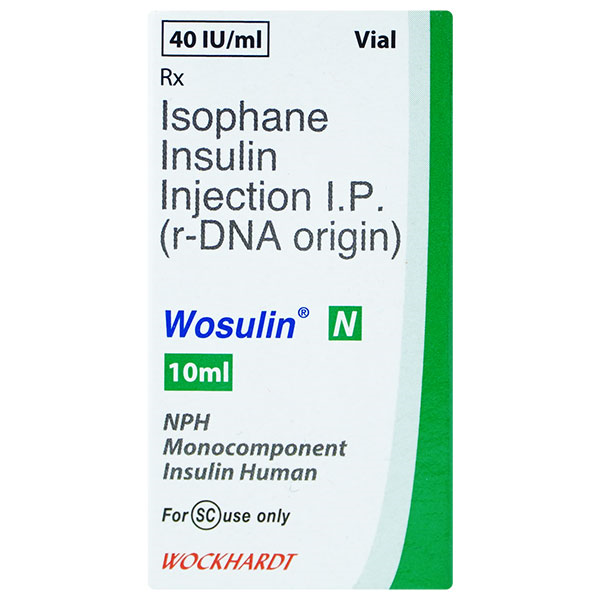 40 IU/ml
Vial
Rx
Isophane
Insulin
Injection I.P.
(r-DNA origin)
Wosulin® N
10ml
NPH
Monocomponent
Insulin Human
For SC use only
WOCKHARDT